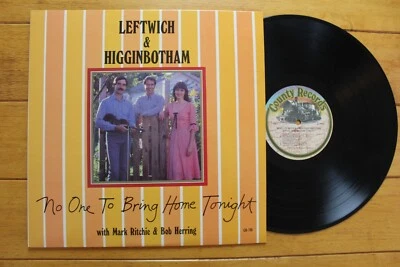 LEFTWICH
&
HIGGINBOTHAM
No One To Bring Home Tonight
with Mark Ritchie & Bob Herring
County Records